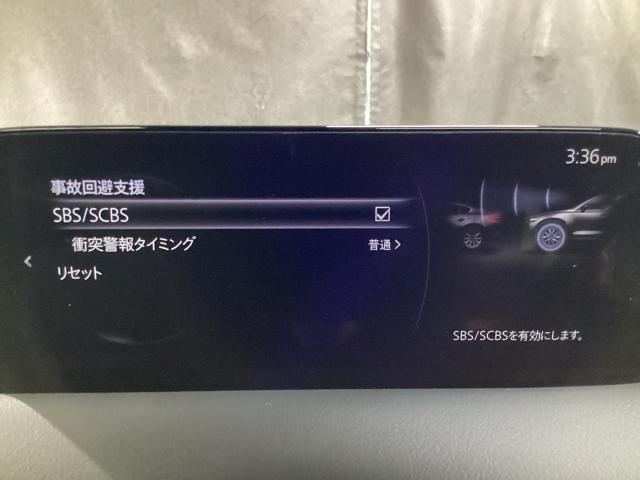 3:36pm
事故回避支援
SBS/SCBS
衝突警報タイミング 普通
リセット
SBS/SCBSを有効にします。